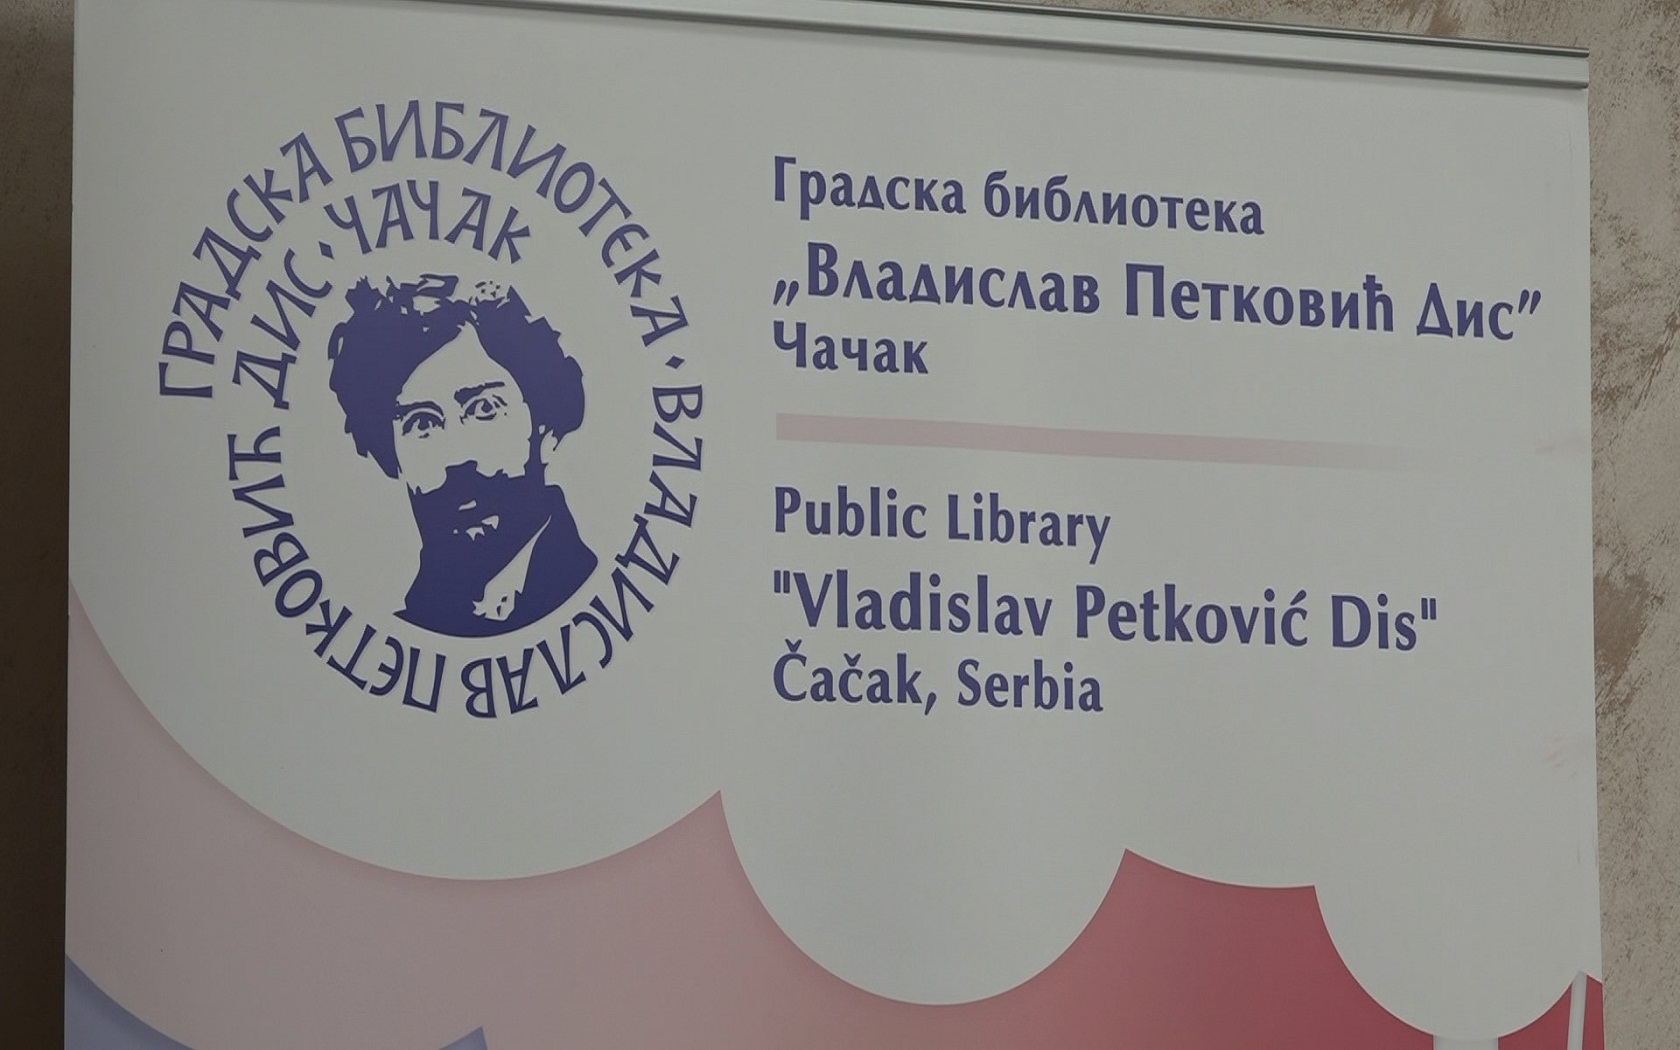 ГРАДСКА БИБЛИОТЕКА · ВЛАДИСЛАВ ПЕТКОВИЋ ДИС · ЧАЧАК
Градска библиотека
„Владислав Петковић Дис”
Чачак
Public Library
"Vladislav Petković Dis"
Čačak, Serbia